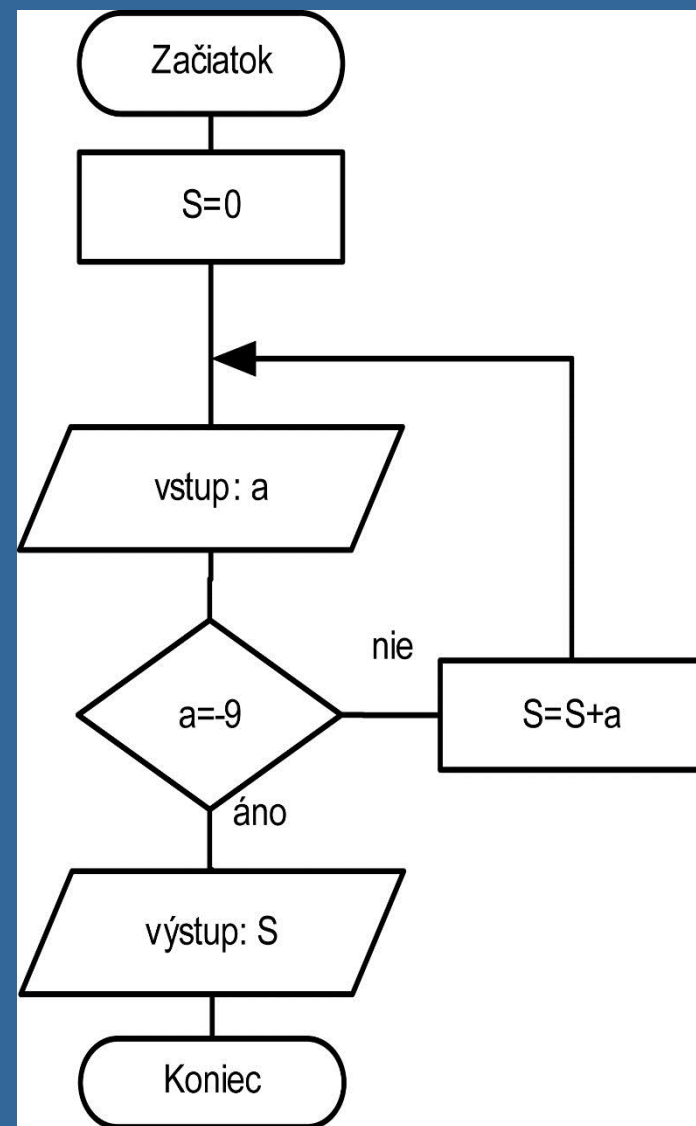 Začiatok
S=0
vstup: a
a=-9
nie
S=S+a
áno
výstup: S
Koniec